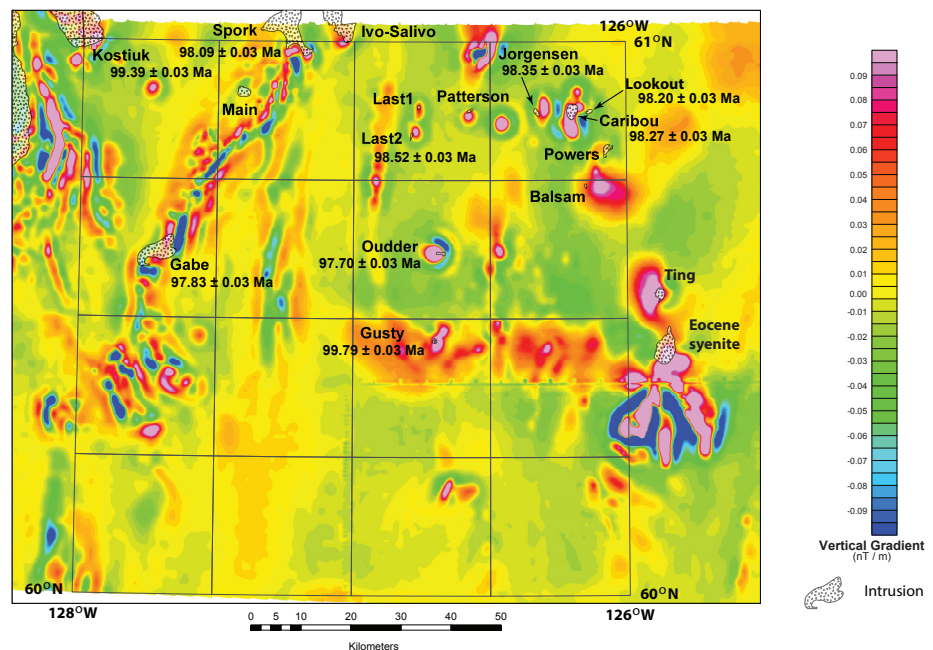 126°W
61°N
Spork
98.09 ± 0.03 Ma
Ivo-Salivo
Kostiuk
99.39 ± 0.03 Ma
Main
Jorgensen
98.35 ± 0.03 Ma
Lookout
98.20 ± 0.03 Ma
Last1
Patterson
Caribou
98.27 ± 0.03 Ma
Last2
98.52 ± 0.03 Ma
Powers
Balsam
Oudder
97.70 ± 0.03 Ma
Gabe
97.83 ± 0.03 Ma
Ting
Gusty
99.79 ± 0.03 Ma
Eocene
syenite
60°N
128°W
60°N
126°W
0 5 10 20 30 40 50
Kilometers
0.09
0.08
0.07
0.06
0.05
0.04
0.03
0.02
0.01
0.00
-0.01
-0.02
-0.03
-0.04
-0.05
-0.06
-0.07
-0.08
-0.09
Vertical Gradient
(nT / m)
Intrusion